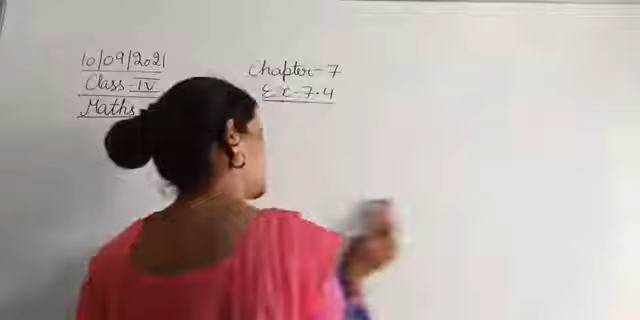 10/09/2021
Class - IV
Maths
Chapter - 7
Ex - 7.4